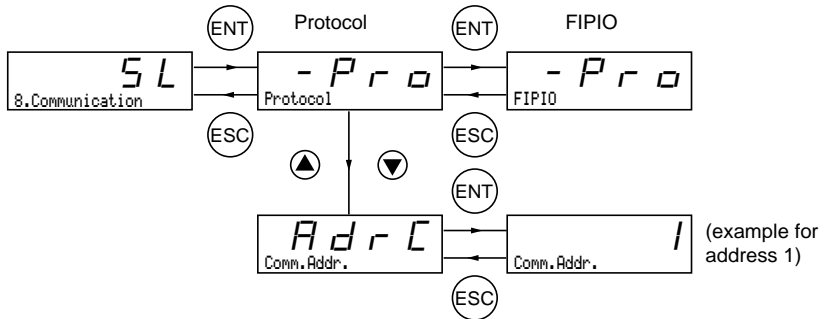 ENT
Protocol
ENT
FIPIO
SL
8.Communication
-Pro
Protocol
-Pro
FIPIO
ESC
ESC
ENT
AdrC
Comm.Addr.
1
Comm.Addr.
(example for
address 1)
ESC